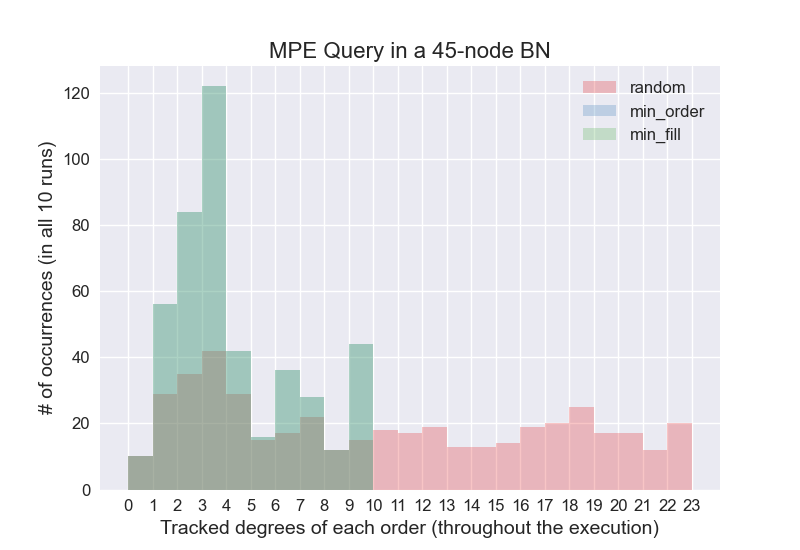 MPE Query in a 45-node BN
random
min_order
min_fill
# of occurrences (in all 10 runs)
120
100
80
60
40
20
0
0 1 2 3 4 5 6 7 8 9 10 11 12 13 14 15 16 17 18 19 20 21 22 23
Tracked degrees of each order (throughout the execution)